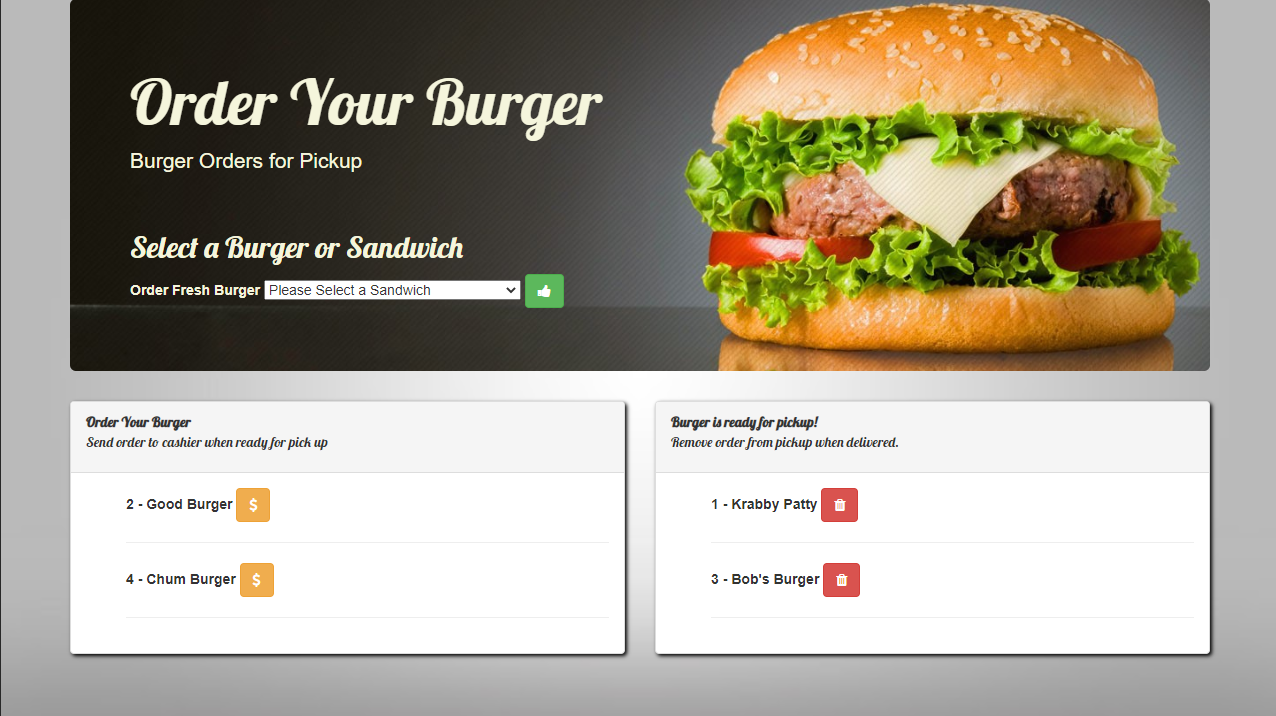 Order Your Burger
Burger Orders for Pickup
Select a Burger or Sandwich
Order Fresh Burger Please Select a Sandwich
Order Your Burger
Send order to cashier when ready for pick up
2 - Good Burger $
4 - Chum Burger $
Burger is ready for pickup!
Remove order from pickup when delivered.
1 - Krabby Patty
3 - Bob's Burger